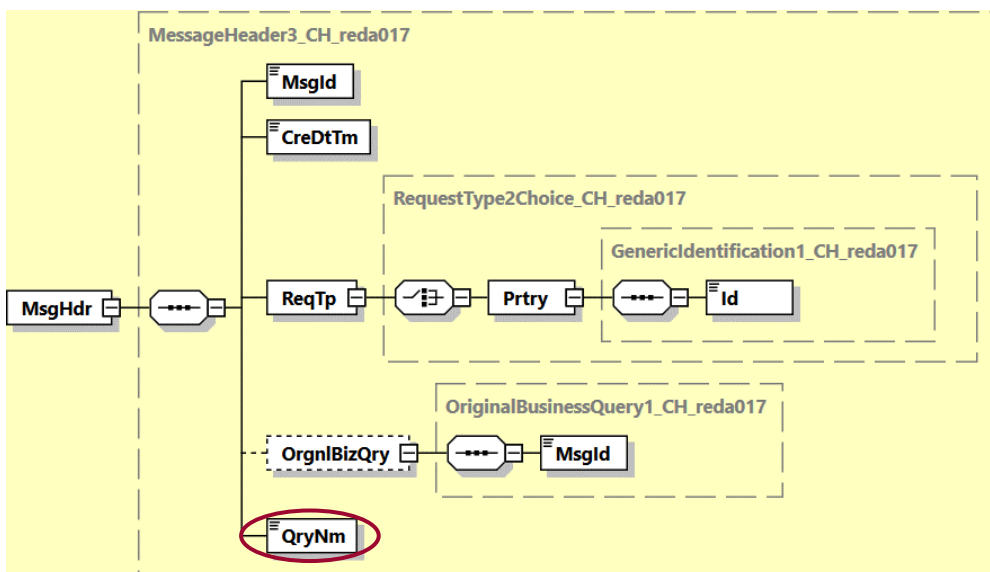 MessageHeader3_CH_reda017
MsgId
CreDtTm
RequestType2Choice_CH_reda017
GenericIdentification1_CH_reda017
MsgHdr
ReqTp
Prtry
Id
OriginalBusinessQuery1_CH_reda017
OrgnlBizQry
MsgId
QryNm